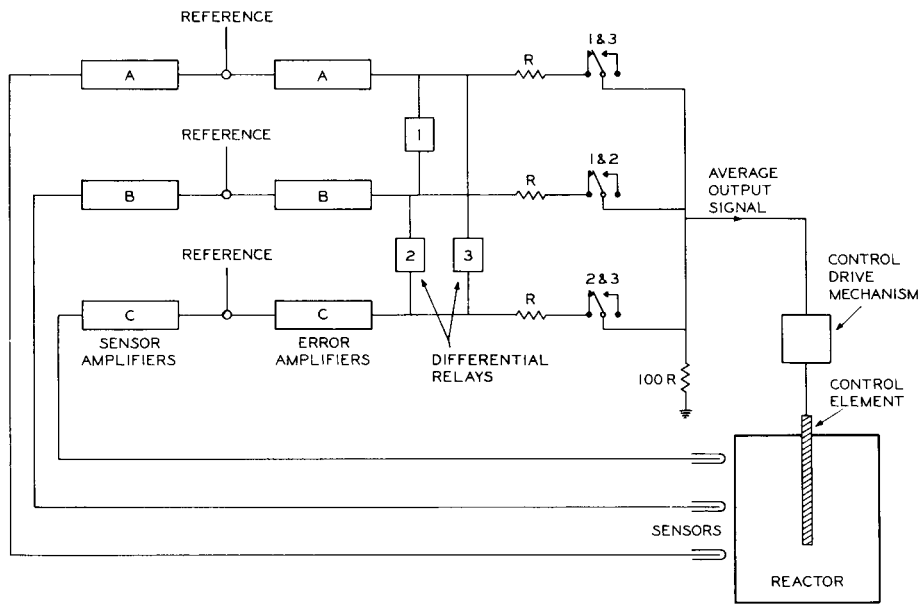 REFERENCE
1 & 3
A
A
R
1
REFERENCE
1 & 2
B
B
R
AVERAGE
OUTPUT
SIGNAL
2
3
REFERENCE
CONTROL
DRIVE
MECHANISM
2 & 3
C
C
R
SENSOR
AMPLIFIERS
ERROR
AMPLIFIERS
DIFFERENTIAL
RELAYS
100 R
CONTROL
ELEMENT
SENSORS
REACTOR